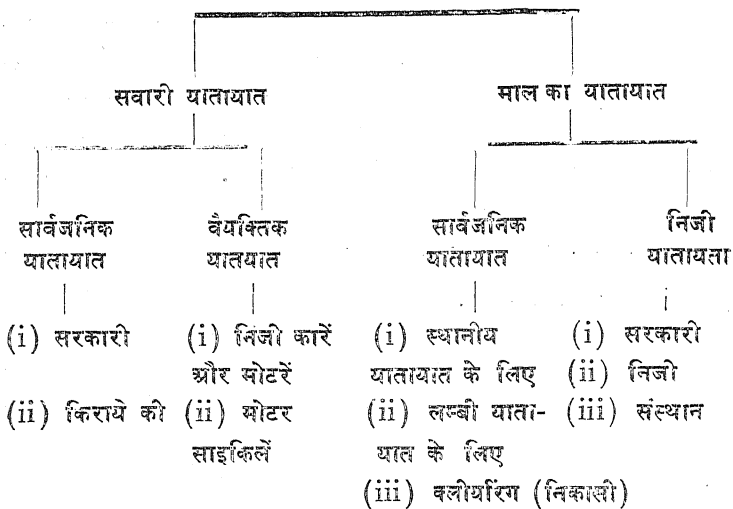 सवारी यातायात
माल का यातायात
सार्वजनिक
यातायात
वैयक्तिक
यातयात
सार्वजनिक
यातायात
निजी
यातायता
(i) सरकारी
(ii) किराये की
(i) निजी कारें
और मोटरें
(ii) मोटर
साइकिलें
(i) स्थानीय
यातायात के लिए
(ii) लम्बी याता-
यात के लिए
(iii) क्लीयरिंग (निकासी)
(i) सरकारी
(ii) निजी
(iii) संस्थान